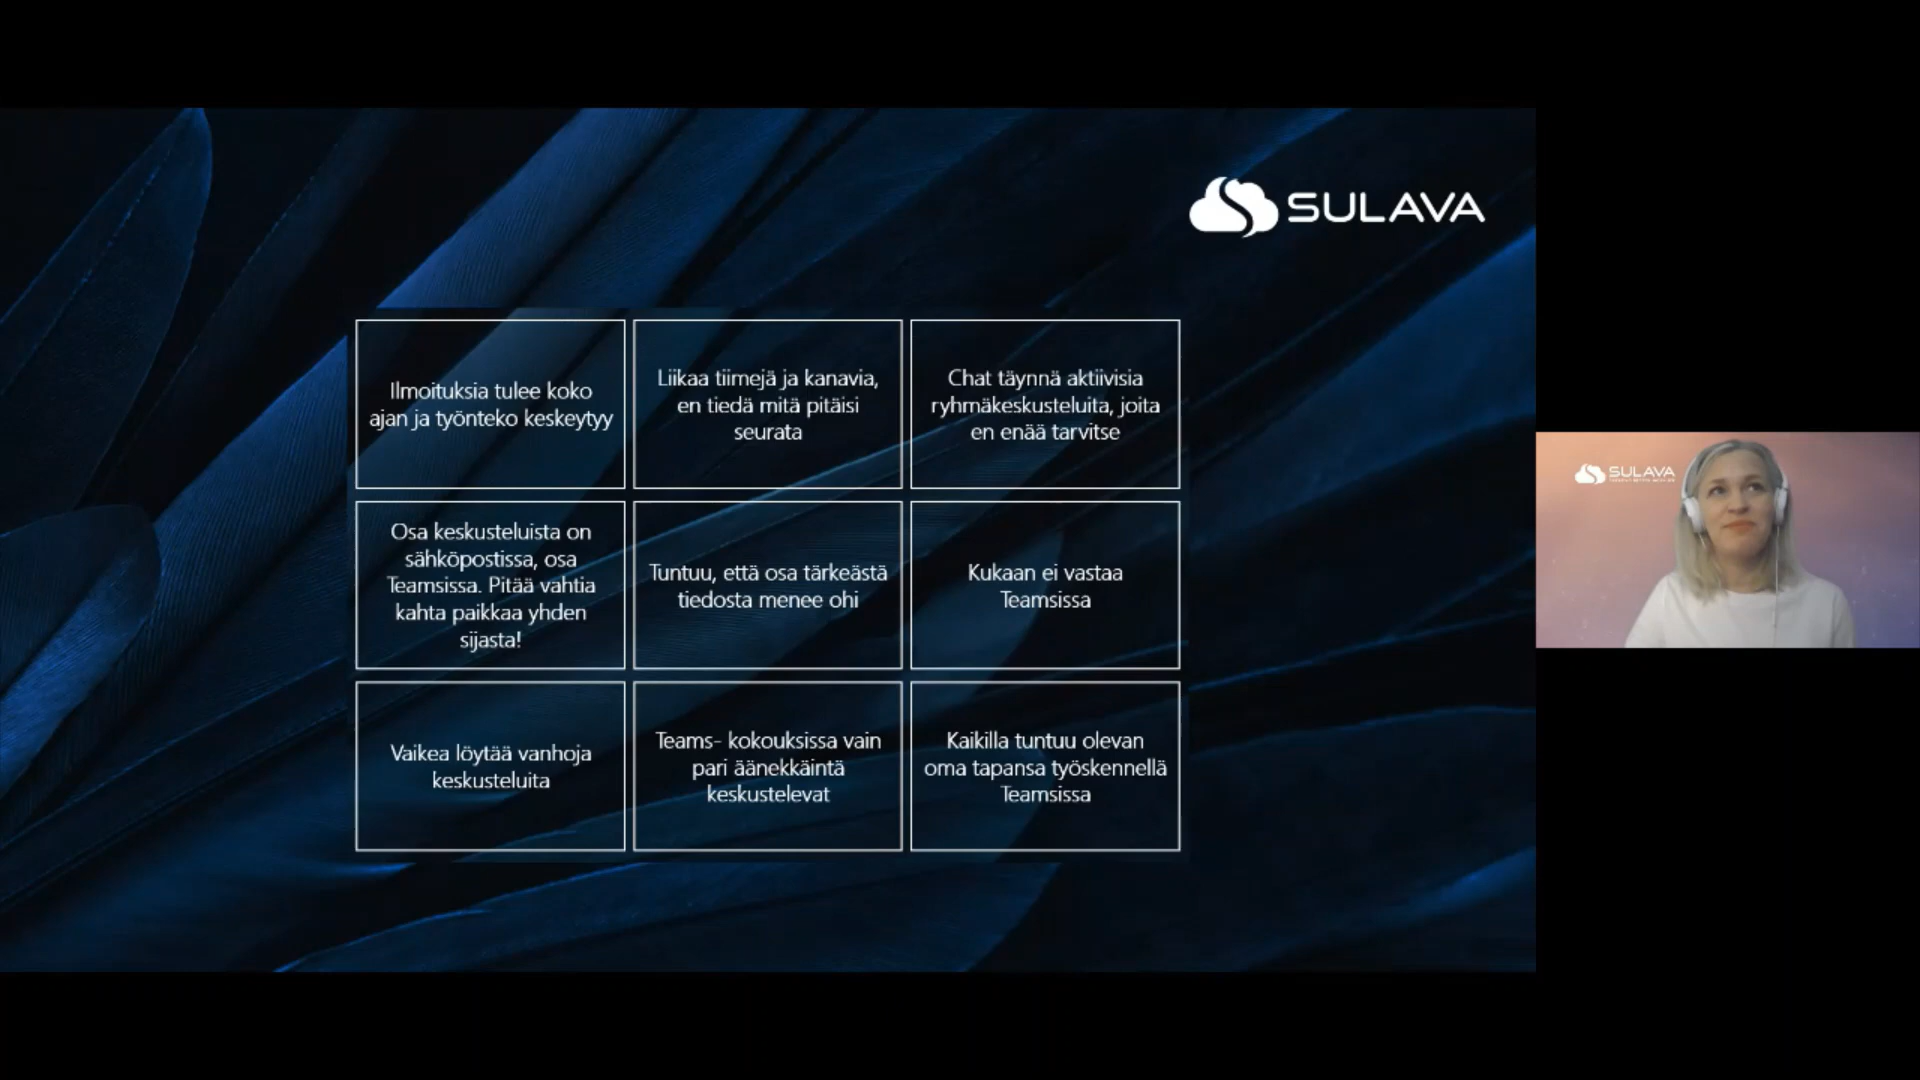 SULAVA
Ilmoituksia tulee koko
ajan ja työnteko keskeytyy
Liikaa tiimejä ja kanavia,
en tiedä mitä pitäisi
seurata
Chat täynnä aktiivisia
ryhmäkeskusteluita, joita
en enää tarvitse
Osa keskusteluista on
sähköpostissa, osa
Teamsissa. Pitää vahtia
kahta paikkaa yhden
sijasta!
Tuntuu, että osa tärkeästä
tiedosta menee ohi
Kukaan ei vastaa
Teamsissa
Vaikea löytää vanhoja
keskusteluita
Teams- kokouksissa vain
pari äänekkäintä
keskustelevat
Kaikilla tuntuu olevan
oma tapansa työskennellä
Teamsissa
SULAVA